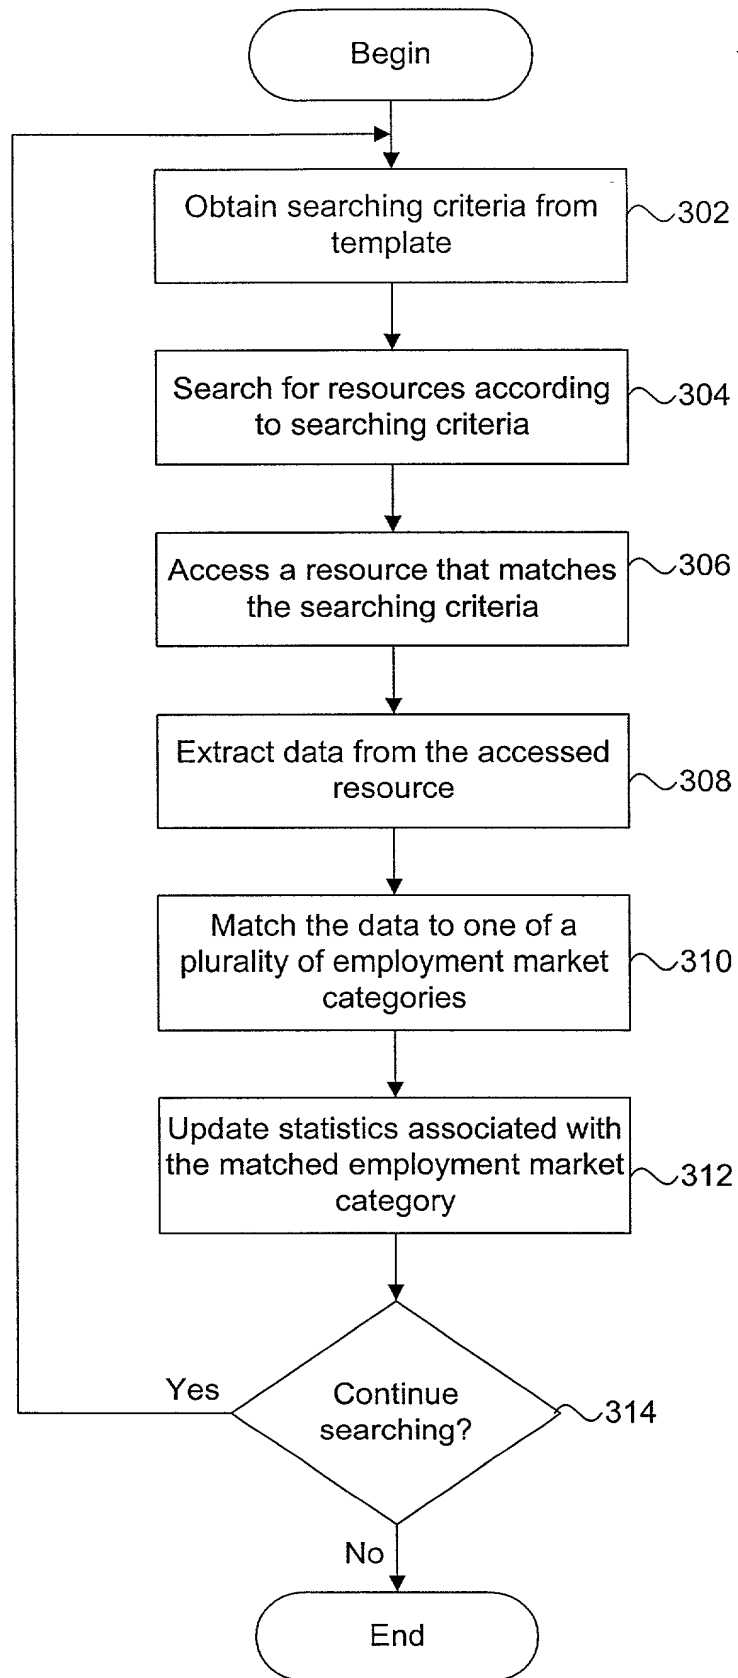 Begin
Obtain searching criteria from
template
302
Search for resources according
to searching criteria
304
Access a resource that matches
the searching criteria
306
Extract data from the accessed
resource
308
Match the data to one of a
plurality of employment market
categories
310
Update statistics associated with
the matched employment market
category
312
Yes
Continue
searching?
314
No
End